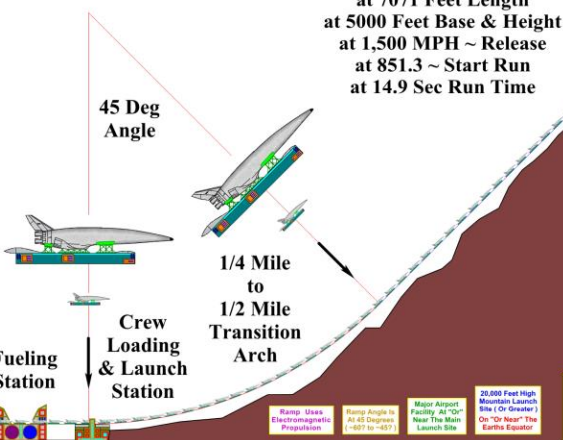 at 7071 Feet Length
at 5000 Feet Base & Height
at 1,500 MPH ~ Release
at 851.3 ~ Start Run
at 14.9 Sec Run Time
45 Deg
Angle
1/4 Mile
to
1/2 Mile
Transition
Arch
Crew
Loading
& Launch
Station
Fueling
Station
Ramp Usas
Electromagnetic
Propulsion
Ramp Angle Is
At 45 Degrees
( ~60? to ~45? )
Major Airport
Facility At "Or"
Near The Main
Launch Site
20,000 Feet High
Mountain Launch
Site ( Or Greater )
On "Or Near" The
Earths Equator